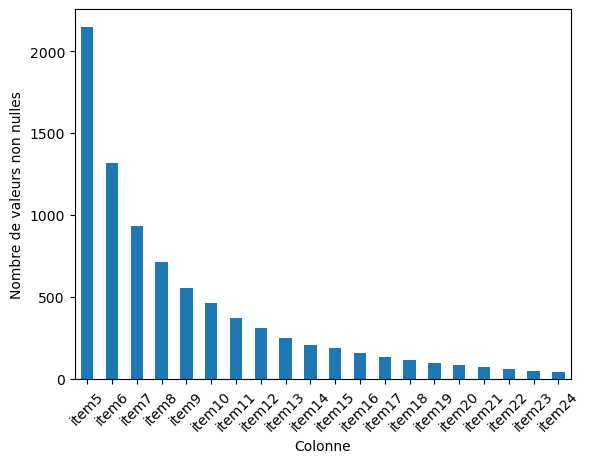 2000
1500
1000
500
0
Nombre de valeurs non nulles
item5 item6 item7 item8 item9 item10 item11 item12 item13 item14 item15 item16 item17 item18 item19 item20 item21 item22 item23 item24
Colonne